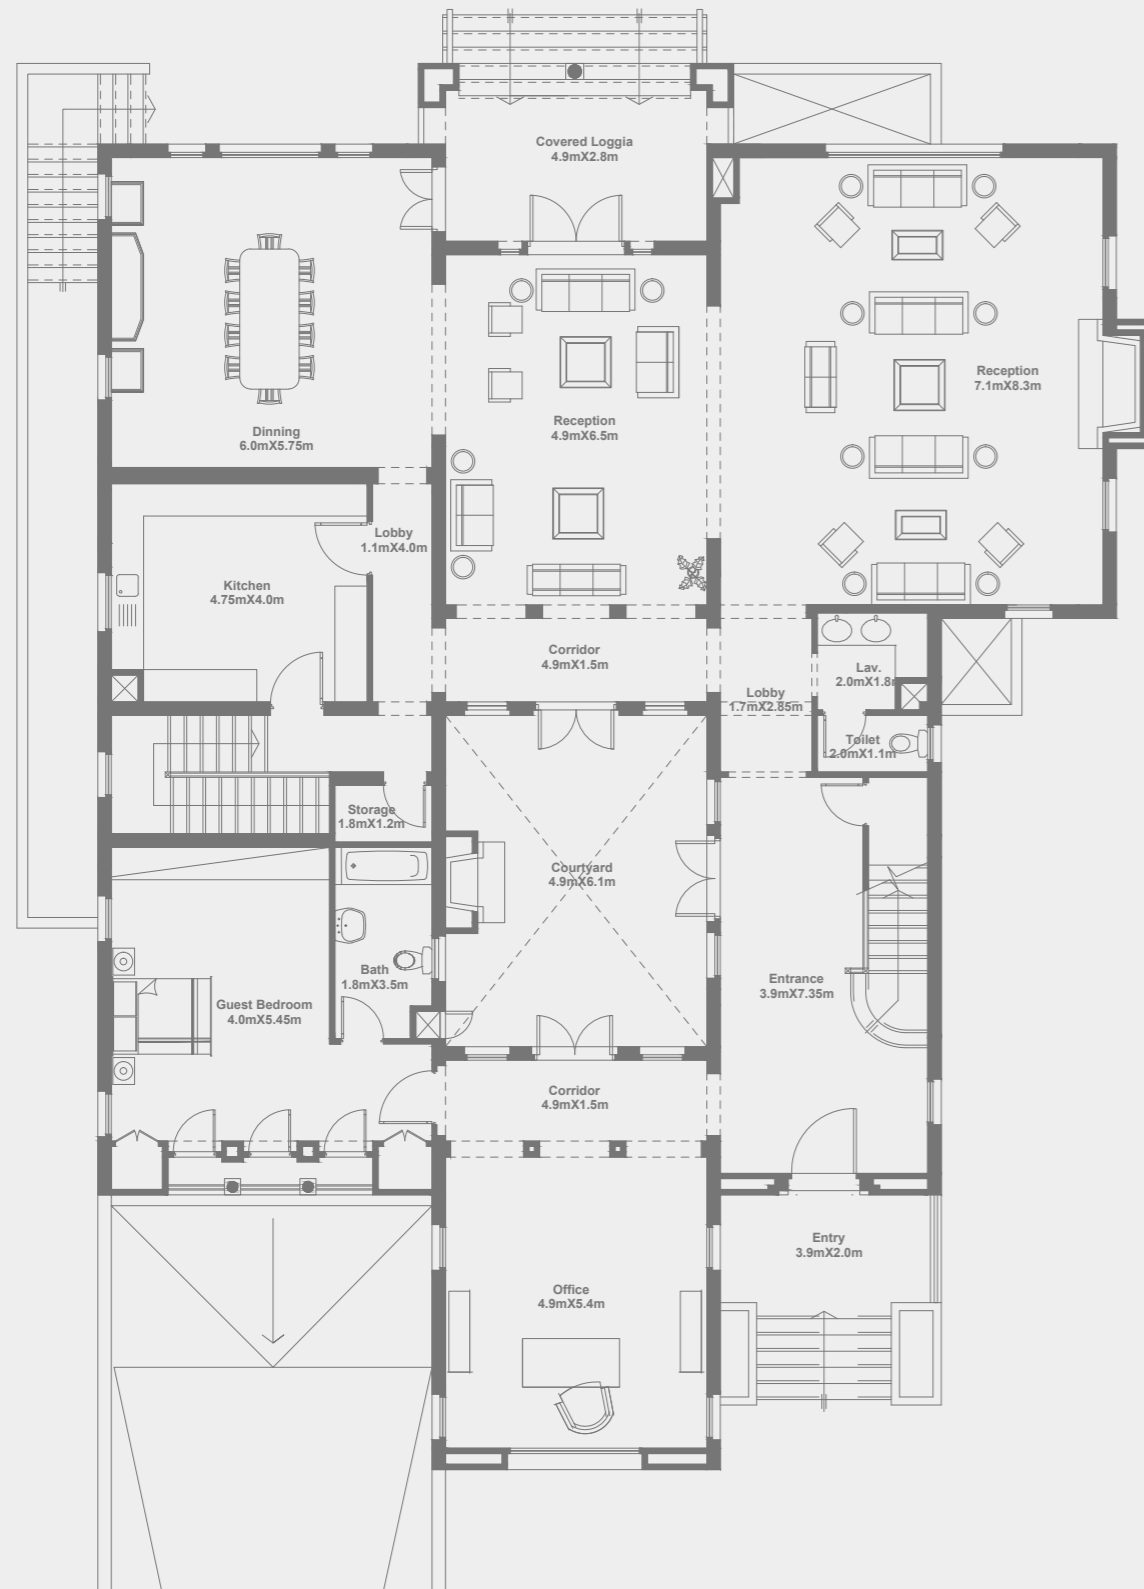 Covered Loggia
4.9mX2.8m
Reception
7.1mX8.3m
Reception
4.9mX6.5m
Dinning
6.0mX5.75m
Lobby
1.1mX4.0m
Kitchen
4.75mX4.0m
Corridor
4.9mX1.5m
Lav.
2.0mX1.8m
Lobby
1.7mX2.85m
Toilet
2.0mX1.1m
Storage
1.8mX1.2m
Courtyard
4.9mX6.1m
Bath
1.8mX3.5m
Entrance
3.9mX7.35m
Guest Bedroom
4.0mX5.45m
Corridor
4.9mX1.5m
Entry
3.9mX2.0m
Office
4.9mX5.4m